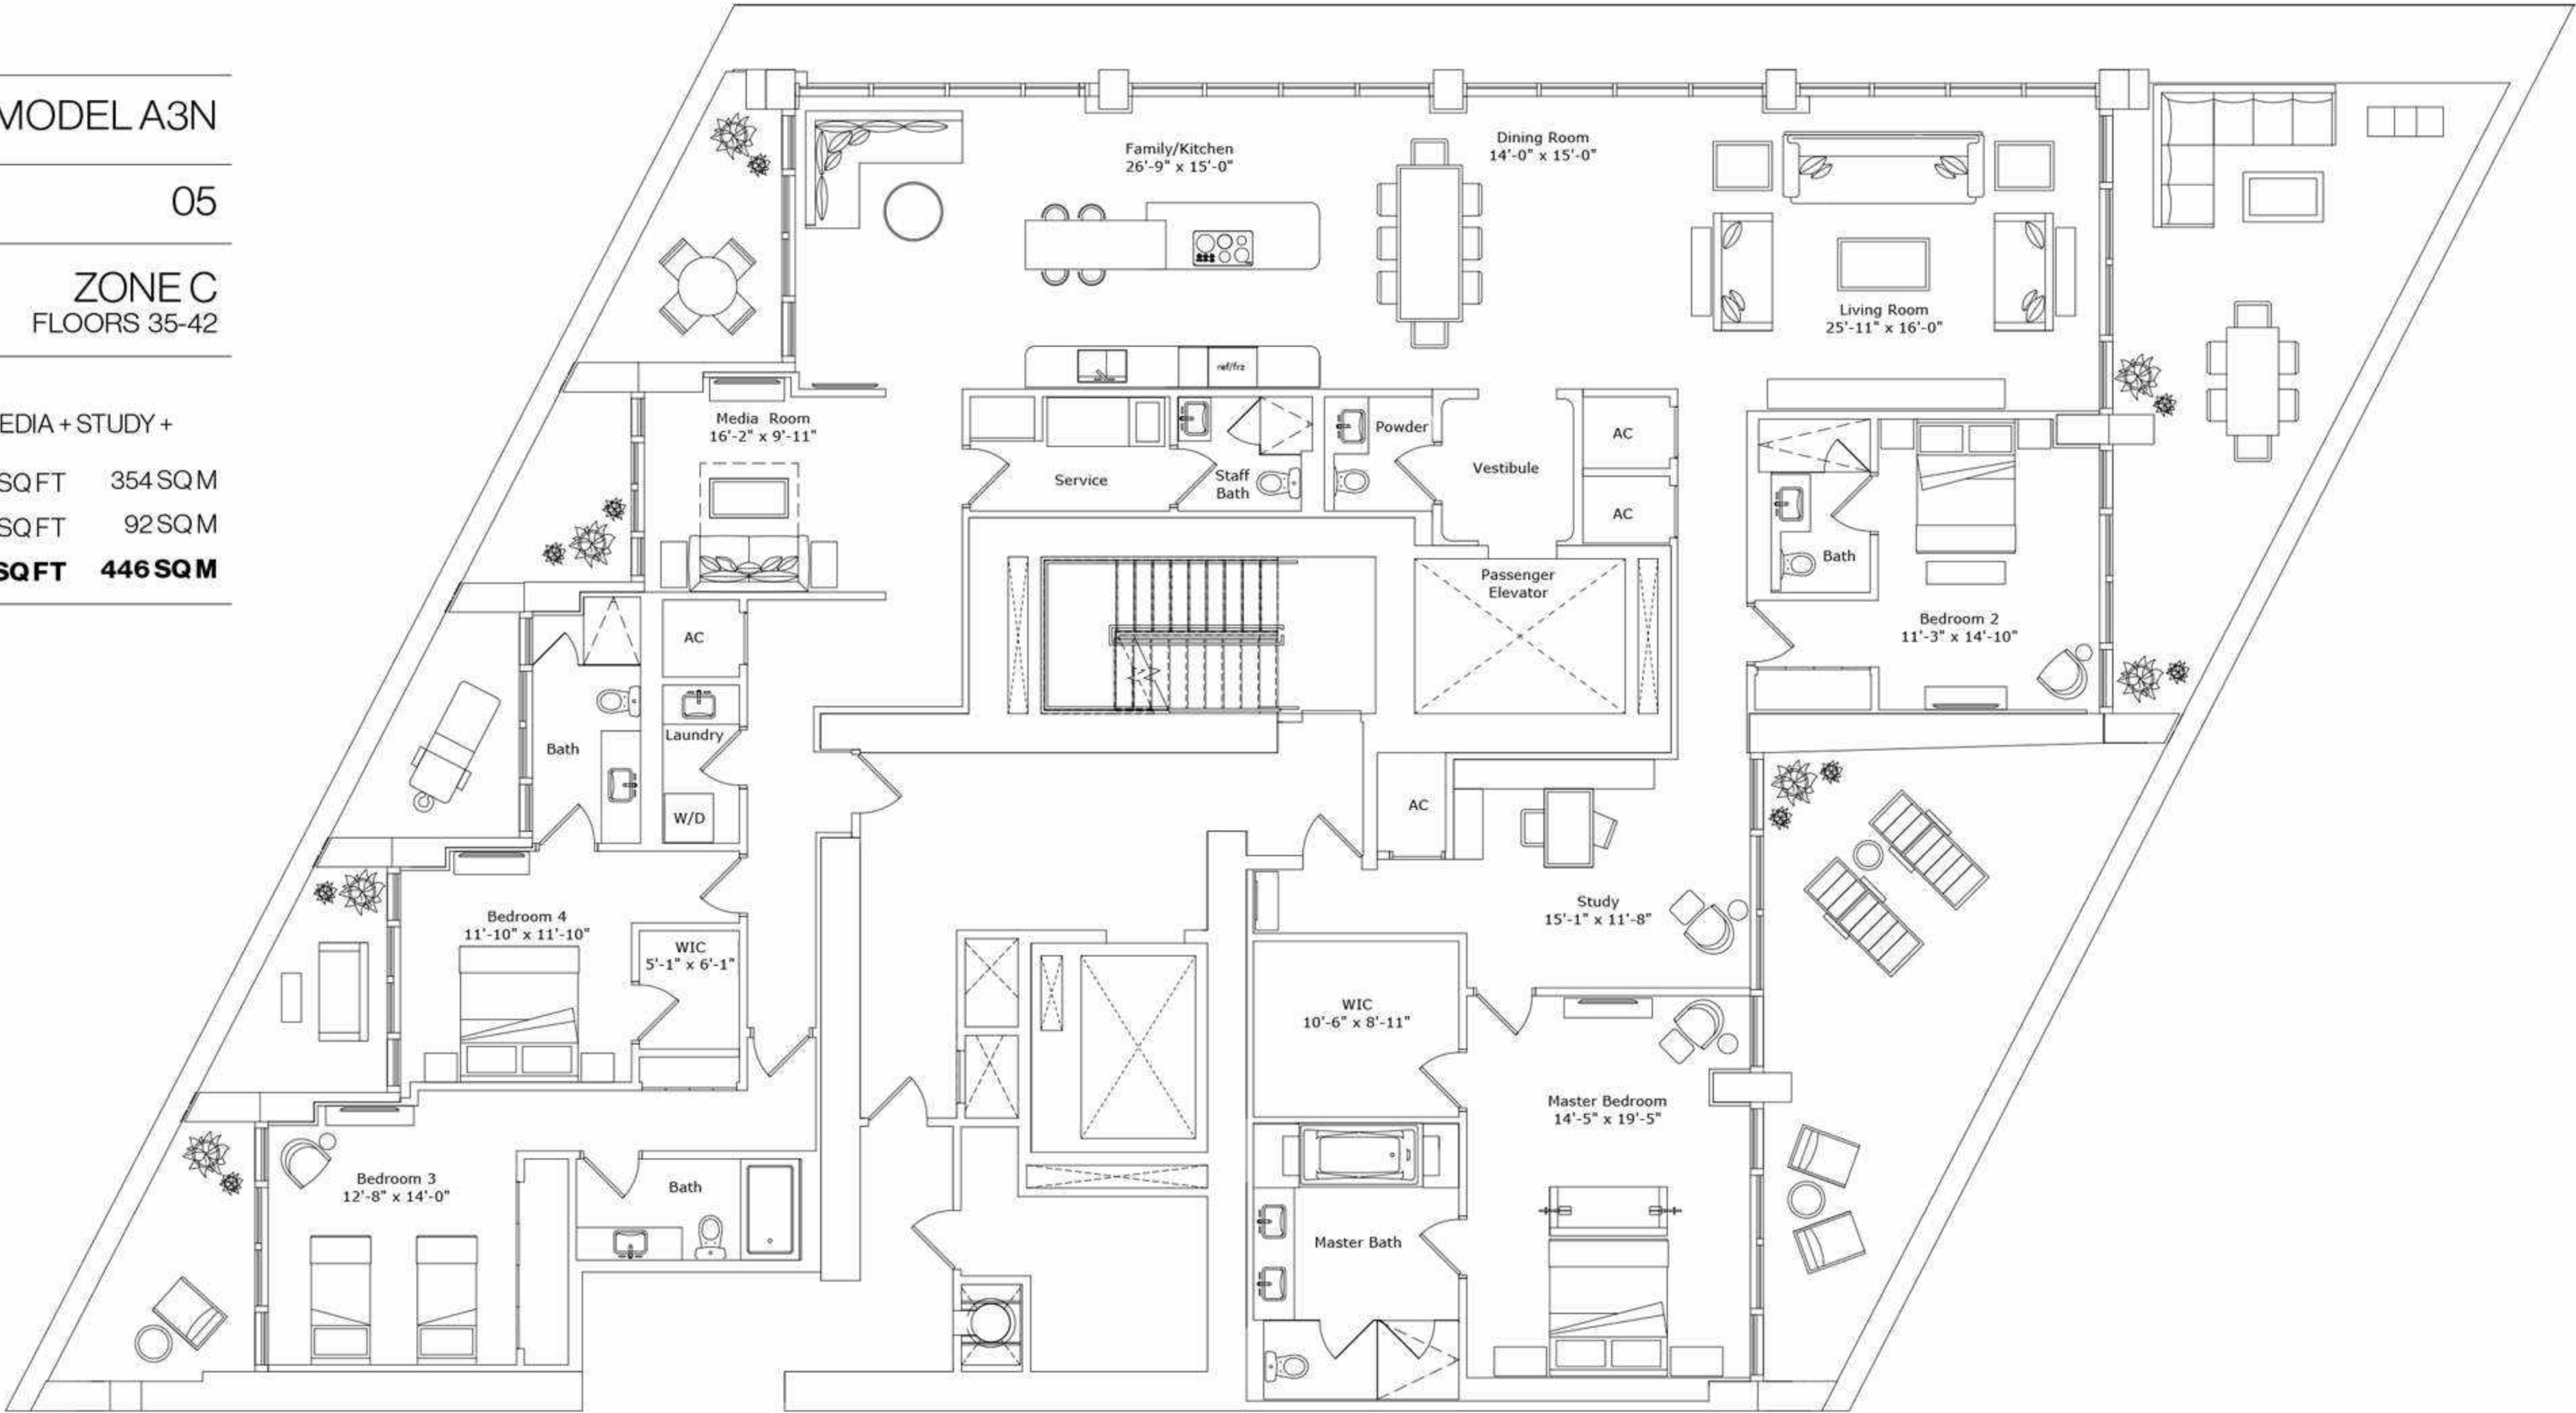 MODEL A3N
05
ZONE C
FLOORS 35-42
EDIA + STUDY +
SQ FT 354 SQ M
SQ FT 92 SQ M
SQ FT 446 SQ M
Family/Kitchen
26'-9" x 15'-0"
Dining Room
14'-0" x 15'-0"
Living Room
25'-11" x 16'-0"
ref/frz
Media Room
16'-2" x 9'-11"
Service
Staff
Bath
Powder
Vestibule
AC
AC
Passenger
Elevator
Bath
Bedroom 2
11'-3" x 14'-10"
AC
Laundry
W/D
Bath
AC
Study
15'-1" x 11'-8"
Bedroom 4
11'-10" x 11'-10"
WIC
5'-1" x 6'-1"
WIC
10'-6" x 8'-11"
Master Bedroom
14'-5" x 19'-5"
Bedroom 3
12'-8" x 14'-0"
Bath
Master Bath